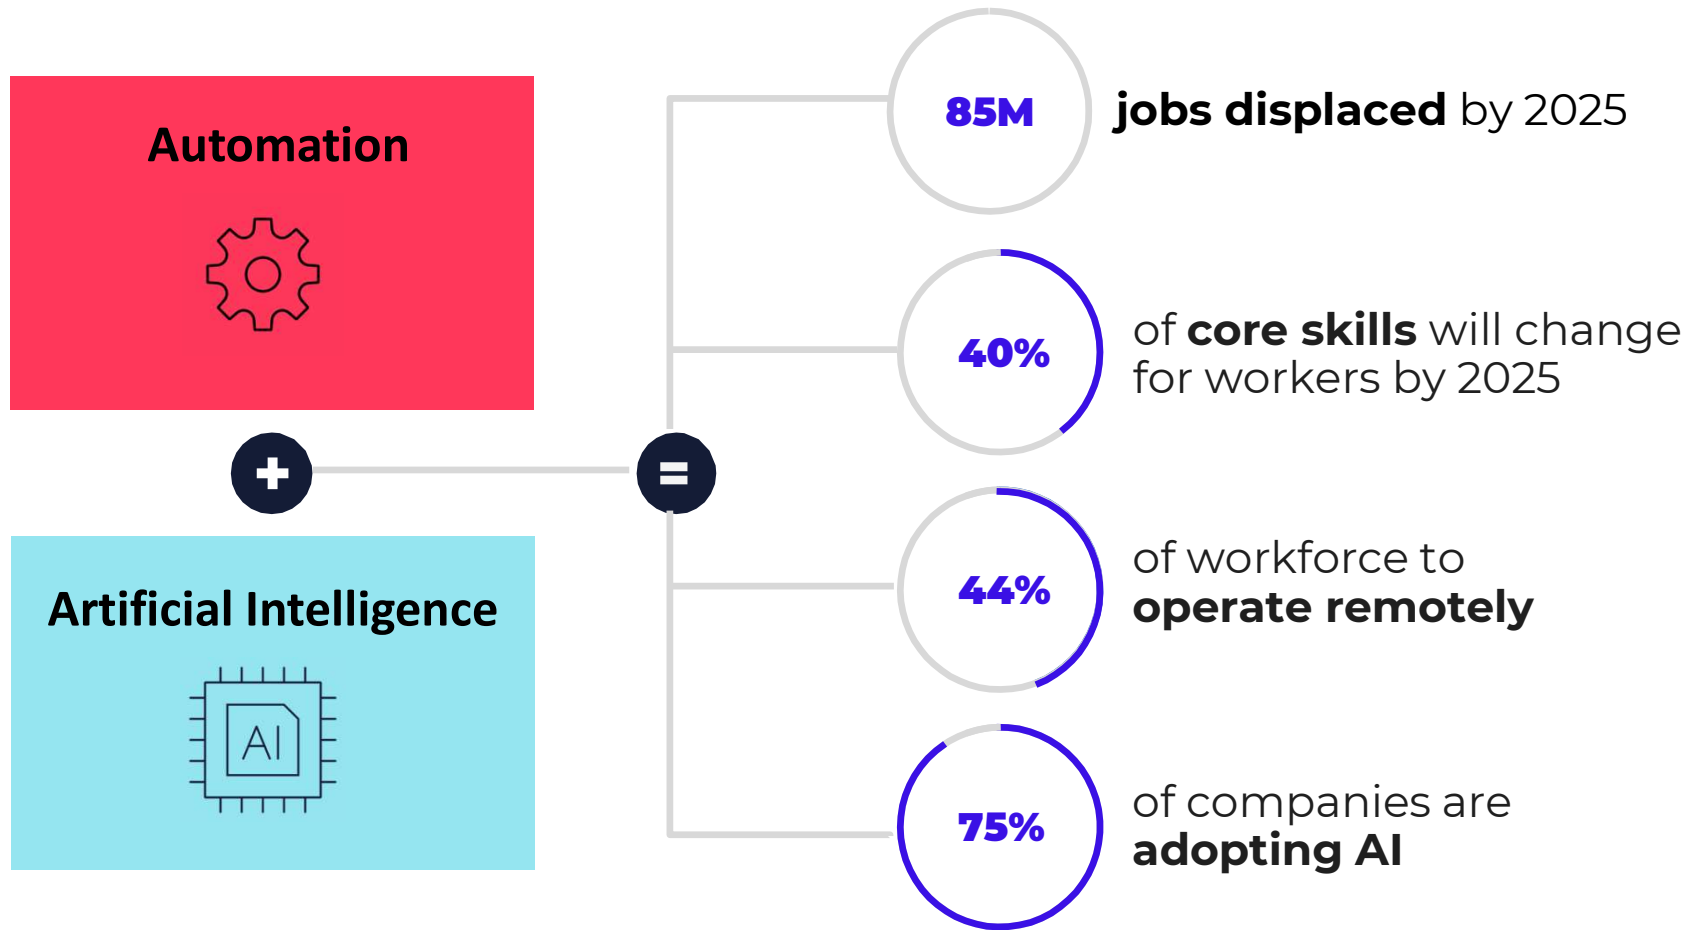 Automation
+
Artificial Intelligence
AI
=
85M
jobs displaced by 2025
40%
of core skills will change
for workers by 2025
44%
of workforce to
operate remotely
75%
of companies are
adopting AI